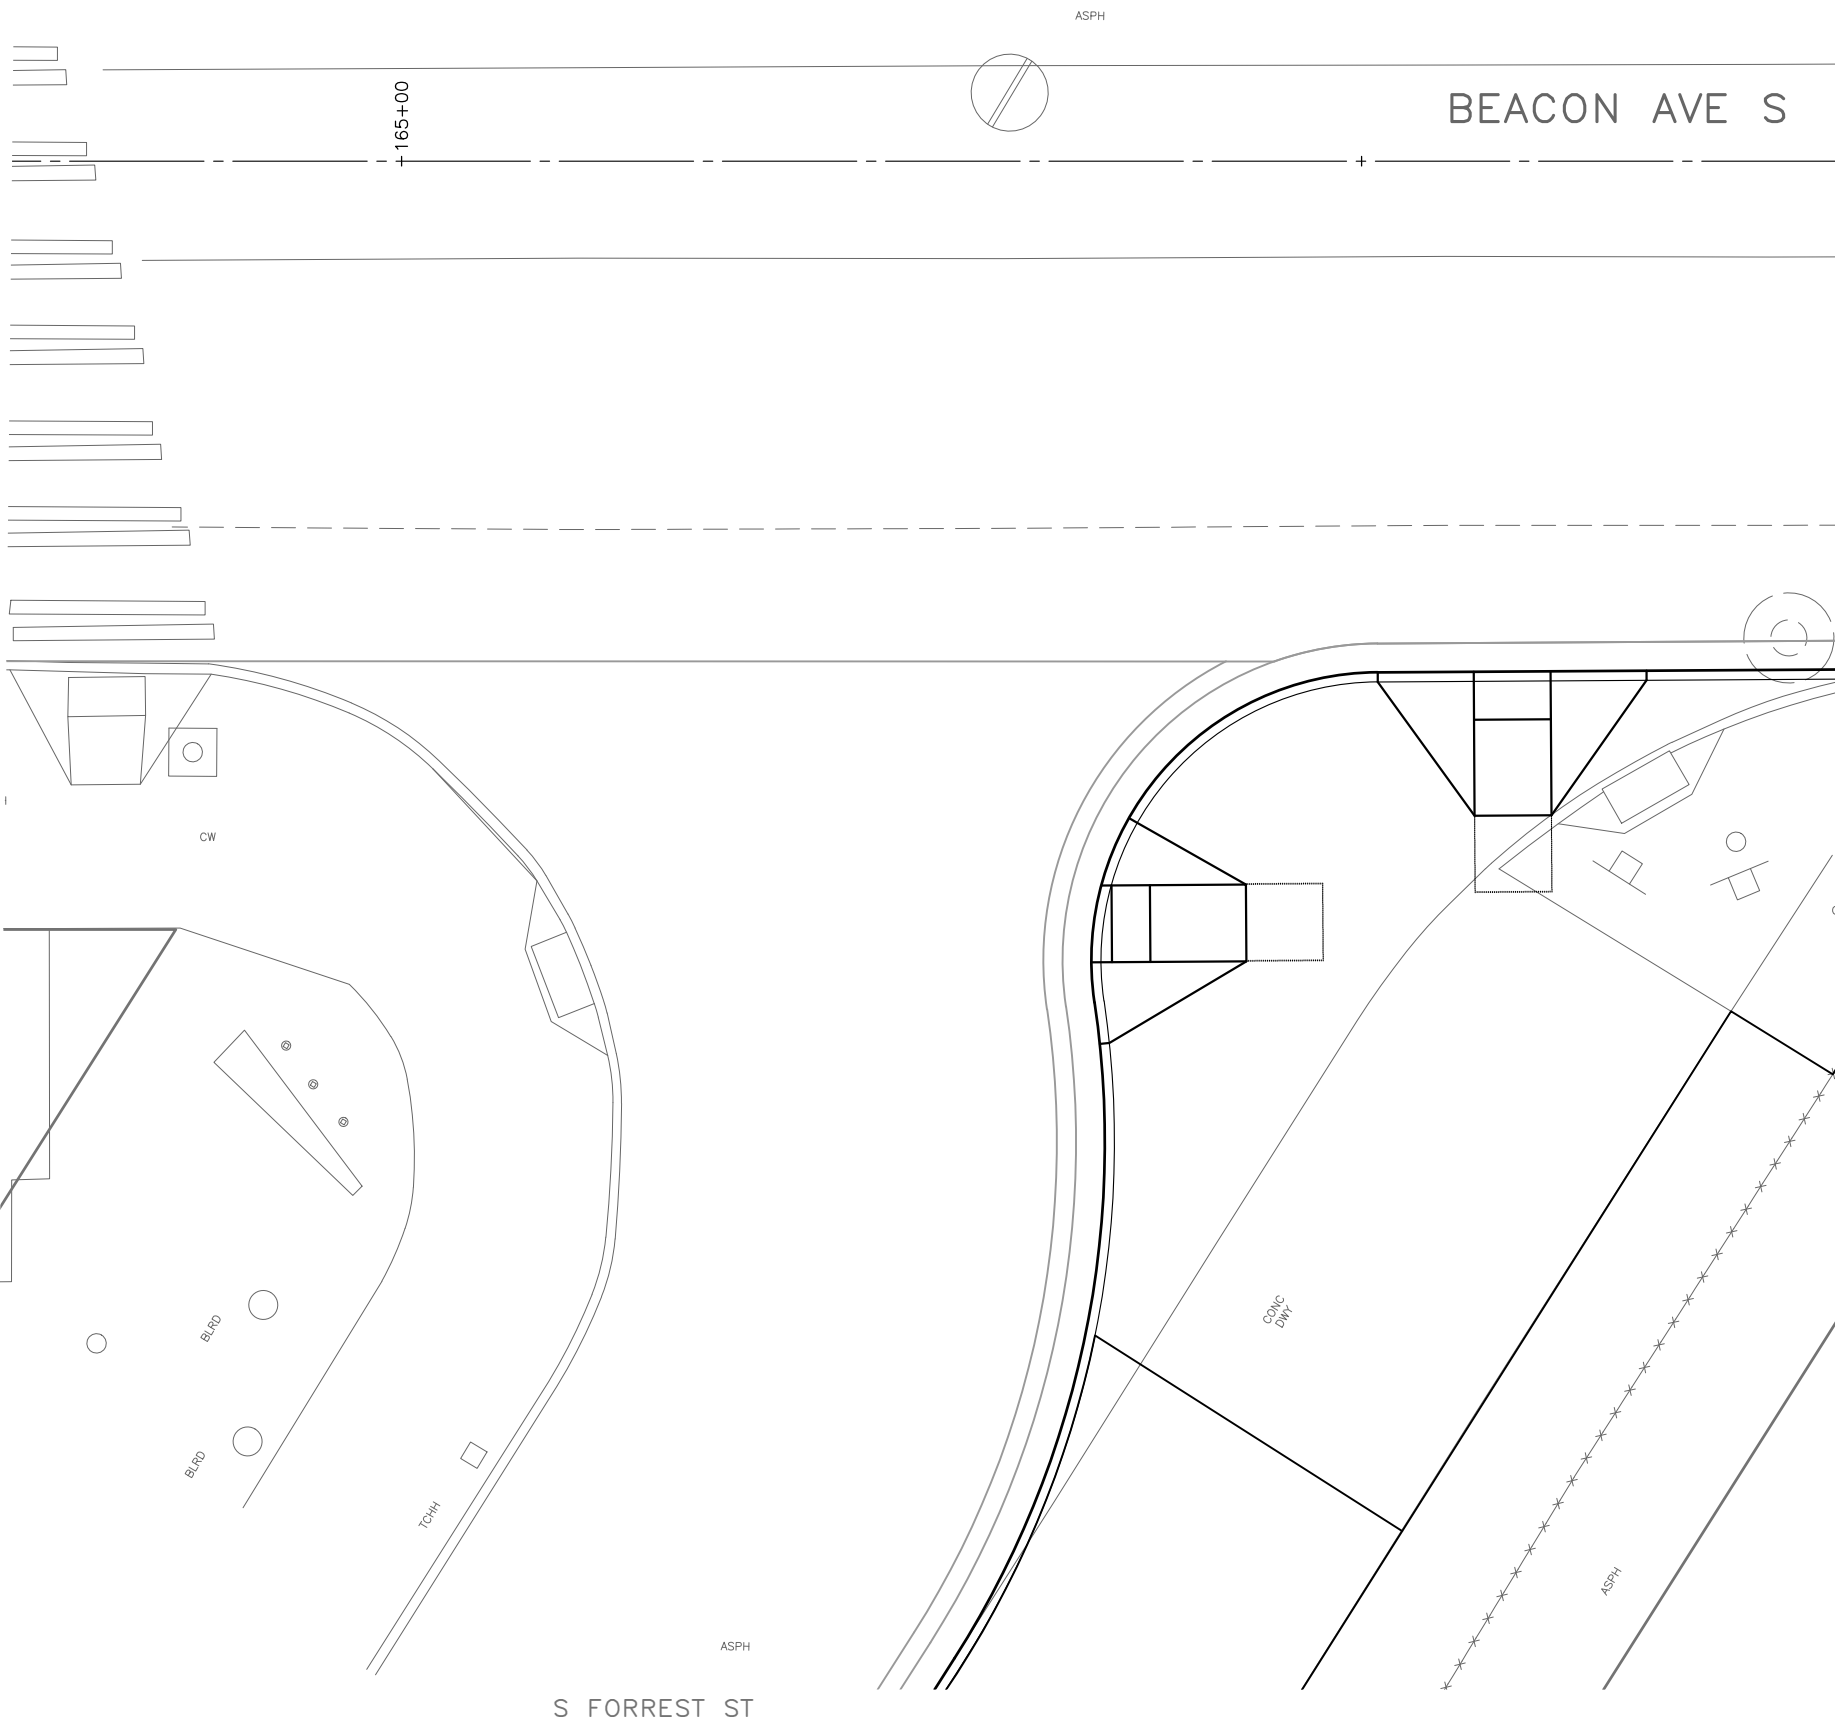 ASPH
BEACON AVE S
165+00
CW
CONC
DWY
BLRD
BLRD
TCHH
ASPH
ASPH
S FORREST ST